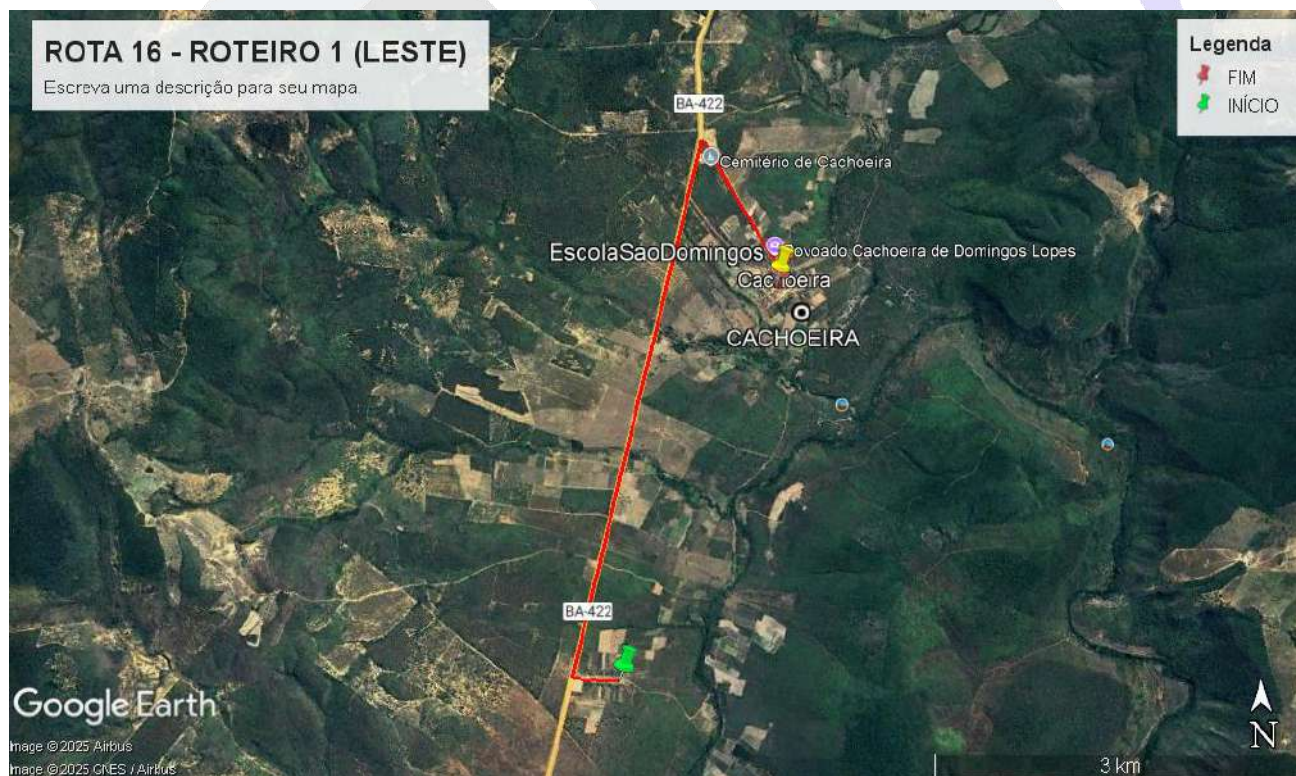 ROTA 16 - ROTEIRO 1 (LESTE)
Escreva uma descrição para seu mapa.
Legenda
FIM
INÍCIO
BA-422
Cemitério de Cachoeira
EscolaSaoDomingos
Povoado Cachoeira de Domingos Lopes
Cachoeira
CACHOEIRA
BA-422
Google Earth
Image © 2025 Airbus
Image © 2025 CNES / Airbus
N
3 km